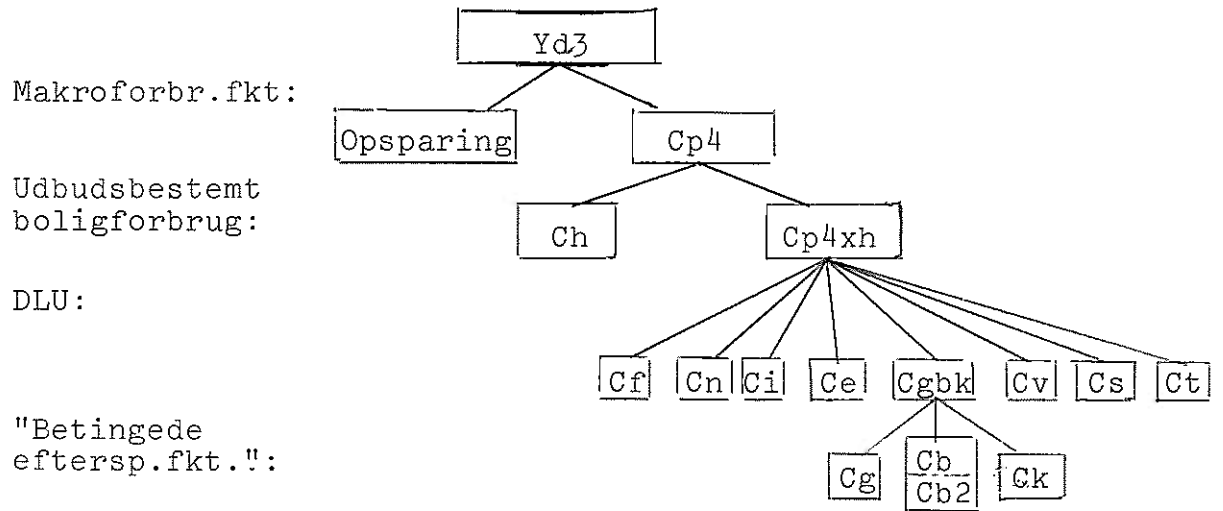 Yd3
Makroforbr.fkt:
Opsparing Cp4
Udbudsbestemt
boligforbrug:
Ch Cp4xh
DLU:
Cf Cn Ci Ce Cgbk Cv Cs Ct
"Betingede
eftersp.fkt.":
Cg Cb Ck
Cb2